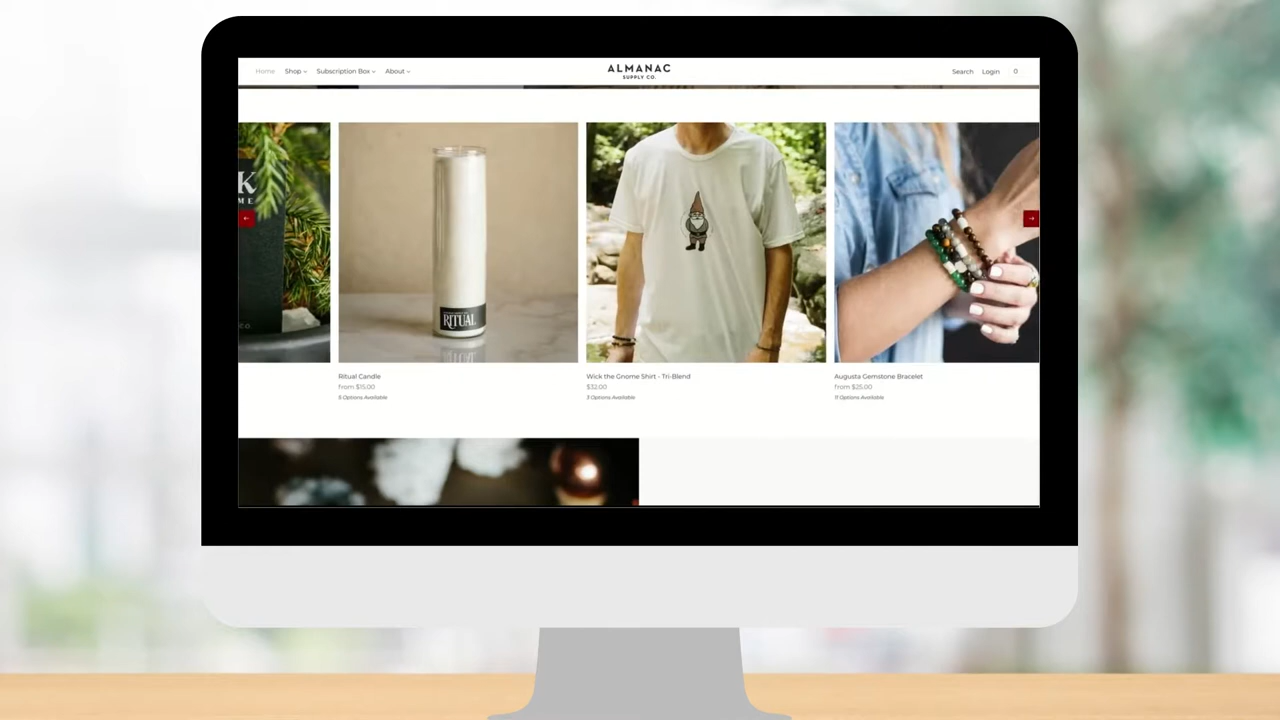 Home
Shop
Subscription Box
About
ALMANAC
SUPPLY CO.
Search
Login
0
K
ME
RITUAL
Ritual Candle
from $15.00
5 Options Available
Wick the Gnome Shirt - Tri-Blend
$32.00
3 Options Available
Augusta Gemstone Bracelet
from $25.00
11 Options Available